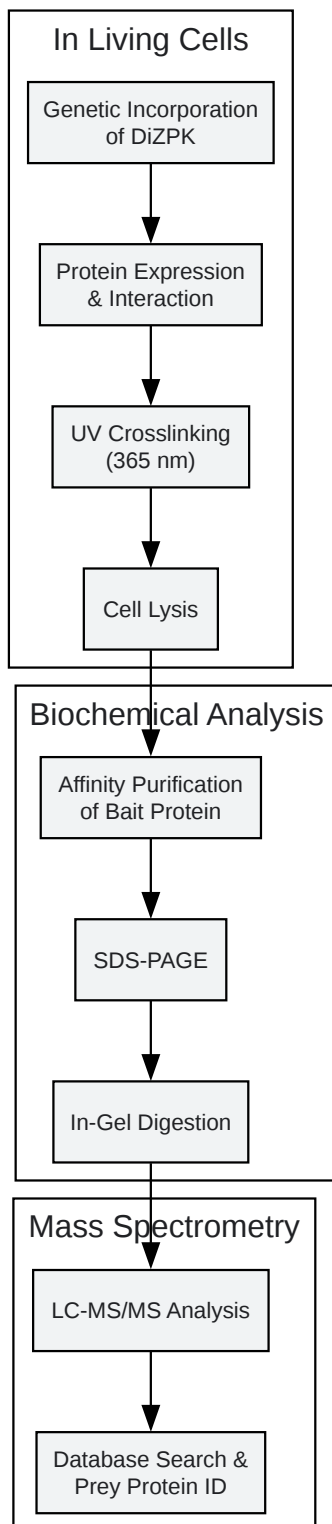 In Living Cells
Genetic Incorporation
of DiZPK
Protein Expression
& Interaction
UV Crosslinking
(365 nm)
Cell Lysis
Biochemical Analysis
Affinity Purification
of Bait Protein
SDS-PAGE
In-Gel Digestion
Mass Spectrometry
LC-MS/MS Analysis
Database Search &
Prey Protein ID